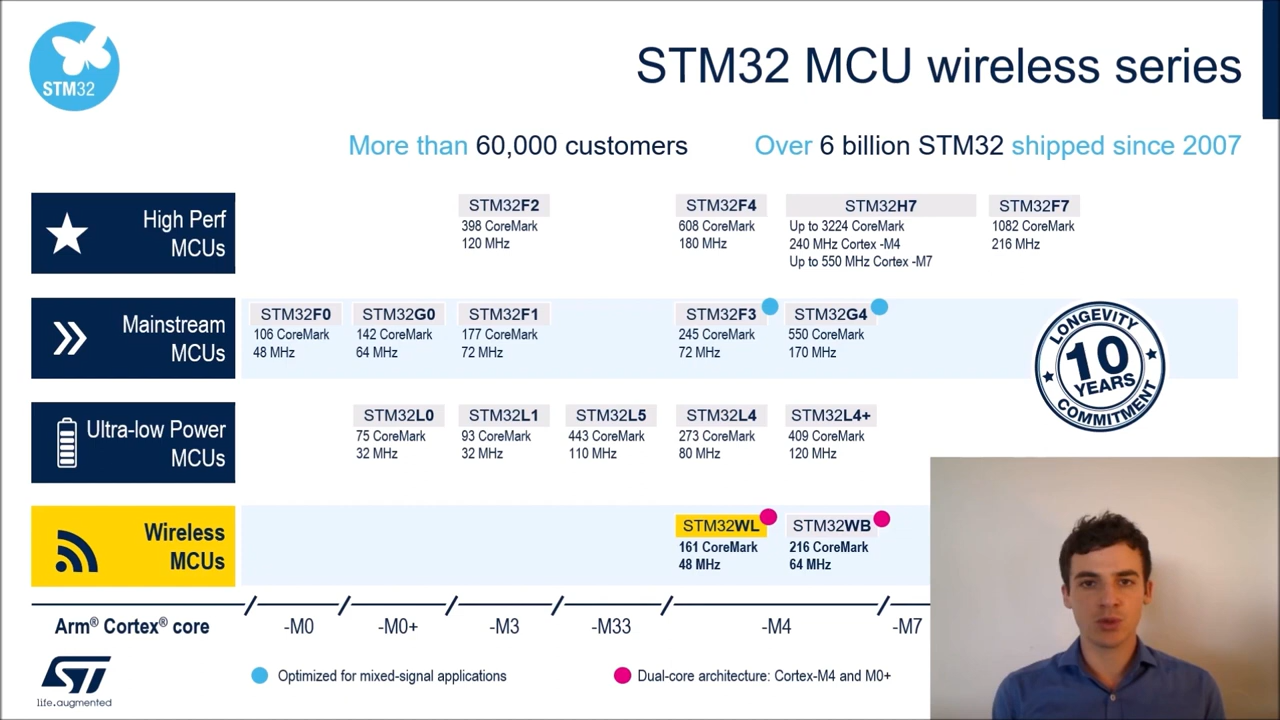 STM32
STM32 MCU wireless series
More than 60,000 customers
Over 6 billion STM32 shipped since 2007
High Perf
MCUs
STM32F2
398 CoreMark
120 MHz
STM32F4
608 CoreMark
180 MHz
STM32H7
Up to 3224 CoreMark
240 MHz Cortex -M4
Up to 550 MHz Cortex -M7
STM32F7
1082 CoreMark
216 MHz
Mainstream
MCUs
STM32F0
106 CoreMark
48 MHz
STM32G0
142 CoreMark
64 MHz
STM32F1
177 CoreMark
72 MHz
STM32F3
245 CoreMark
72 MHz
STM32G4
550 CoreMark
170 MHz
LONGEVITY
10
YEARS
COMMITMENT
Ultra-low Power
MCUs
STM32L0
75 CoreMark
32 MHz
STM32L1
93 CoreMark
32 MHz
STM32L5
443 CoreMark
110 MHz
STM32L4
273 CoreMark
80 MHz
STM32L4+
409 CoreMark
120 MHz
Wireless
MCUs
STM32WL
161 CoreMark
48 MHz
STM32WB
216 CoreMark
64 MHz
Arm® Cortex® core
-M0
-M0+
-M3
-M33
-M4
-M7
ST
life.augmented
Optimized for mixed-signal applications
Dual-core architecture: Cortex-M4 and M0+